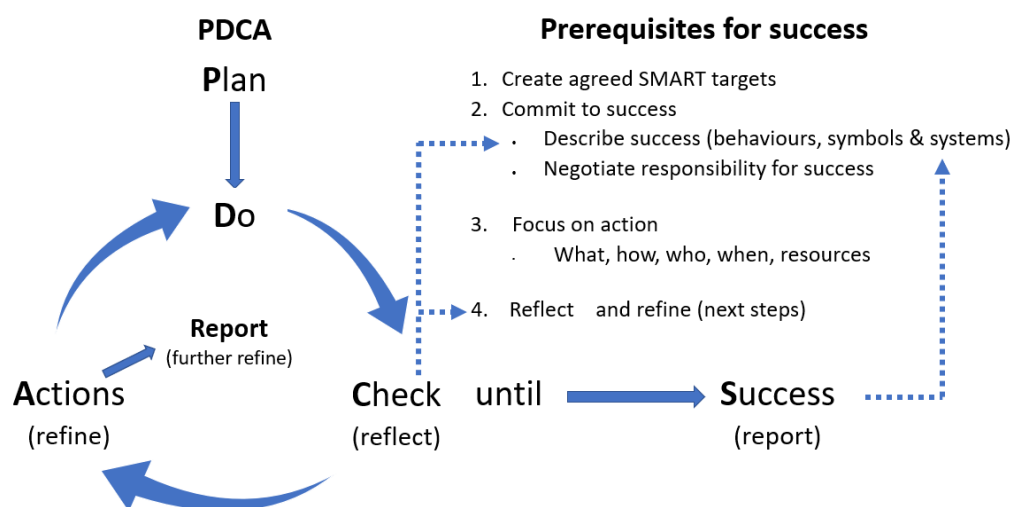 PDCA
Plan
Do
Report
(further refine)
Actions
(refine)
Check until
(reflect)
Success
(report)
Prerequisites for success
1. Create agreed SMART targets
2. Commit to success
· Describe success (behaviours, symbols & systems)
· Negotiate responsibility for success
3. Focus on action
· What, how, who, when, resources
4. Reflect and refine (next steps)